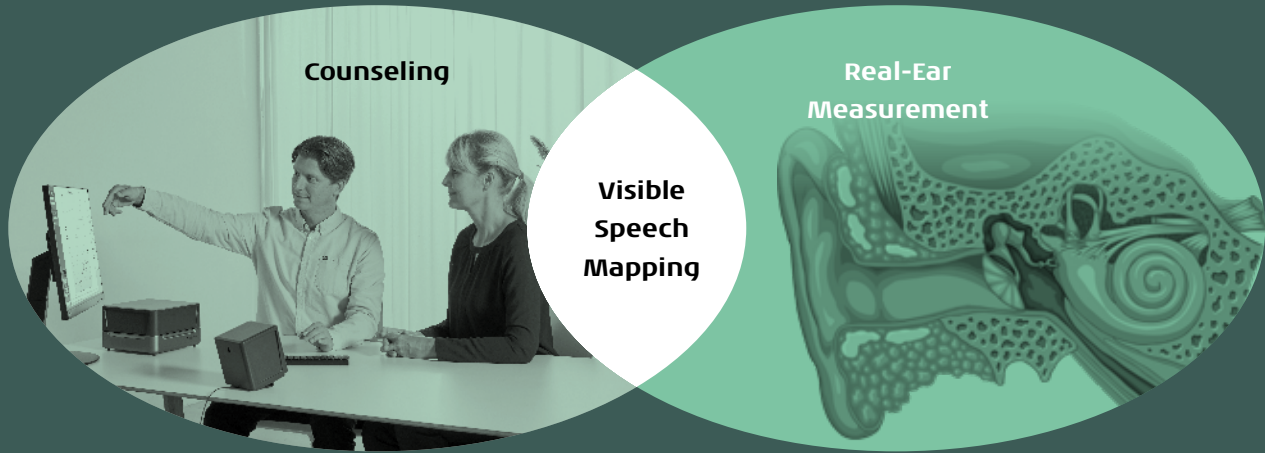 Counseling
Real-Ear
Measurement
Visible
Speech
Mapping